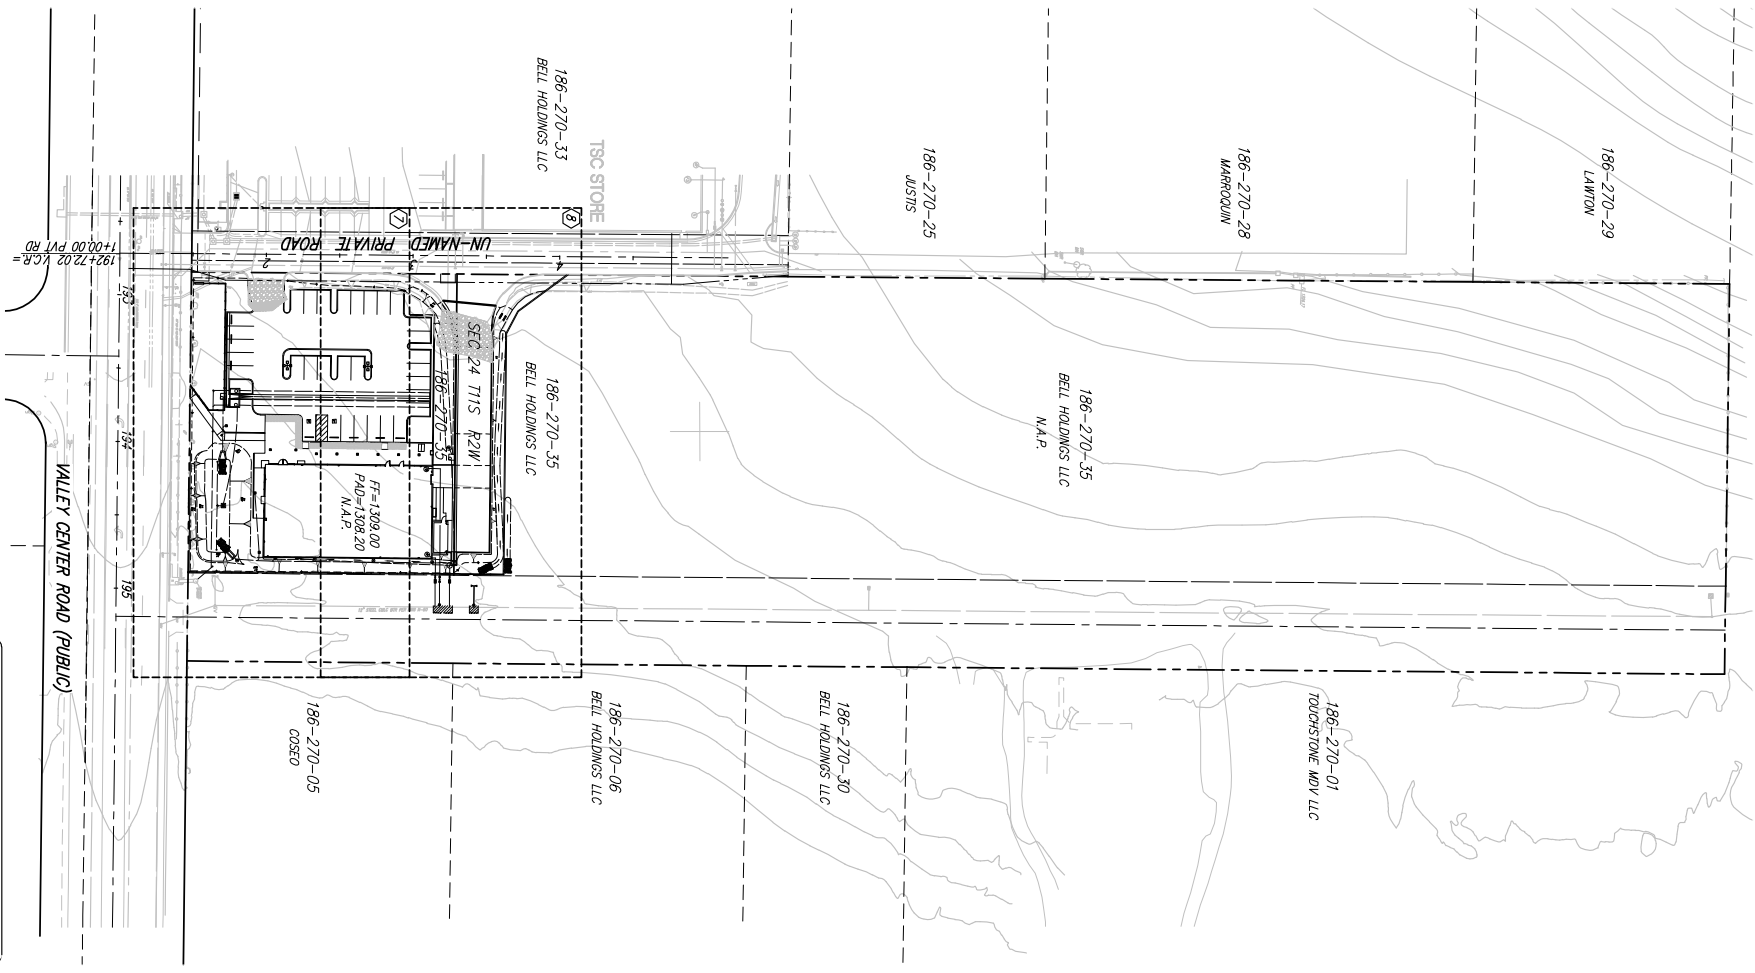 186-270-33
BELL HOLDINGS LLC
TSC STORE
186-270-25
JUSTIS
186-270-28
MARROQUIN
186-270-29
LAWTON
7
8
UN-NAMED PRIVATE ROAD
2
3
4
192+72.02 V.C.R.=
1+00.00 PVT RD
193
194
195
SEC 24 T11S R2W
186-270-35
186-270-35
BELL HOLDINGS LLC
186-270-35
BELL HOLDINGS LLC
N.A.P.
FF=1309.00
PAD=1308.20
N.A.P.
VALLEY CENTER ROAD (PUBLIC)
186-270-05
COSEO
186-270-06
BELL HOLDINGS LLC
186-270-30
BELL HOLDINGS LLC
186-270-01
TOUCHSTONE MDV LLC